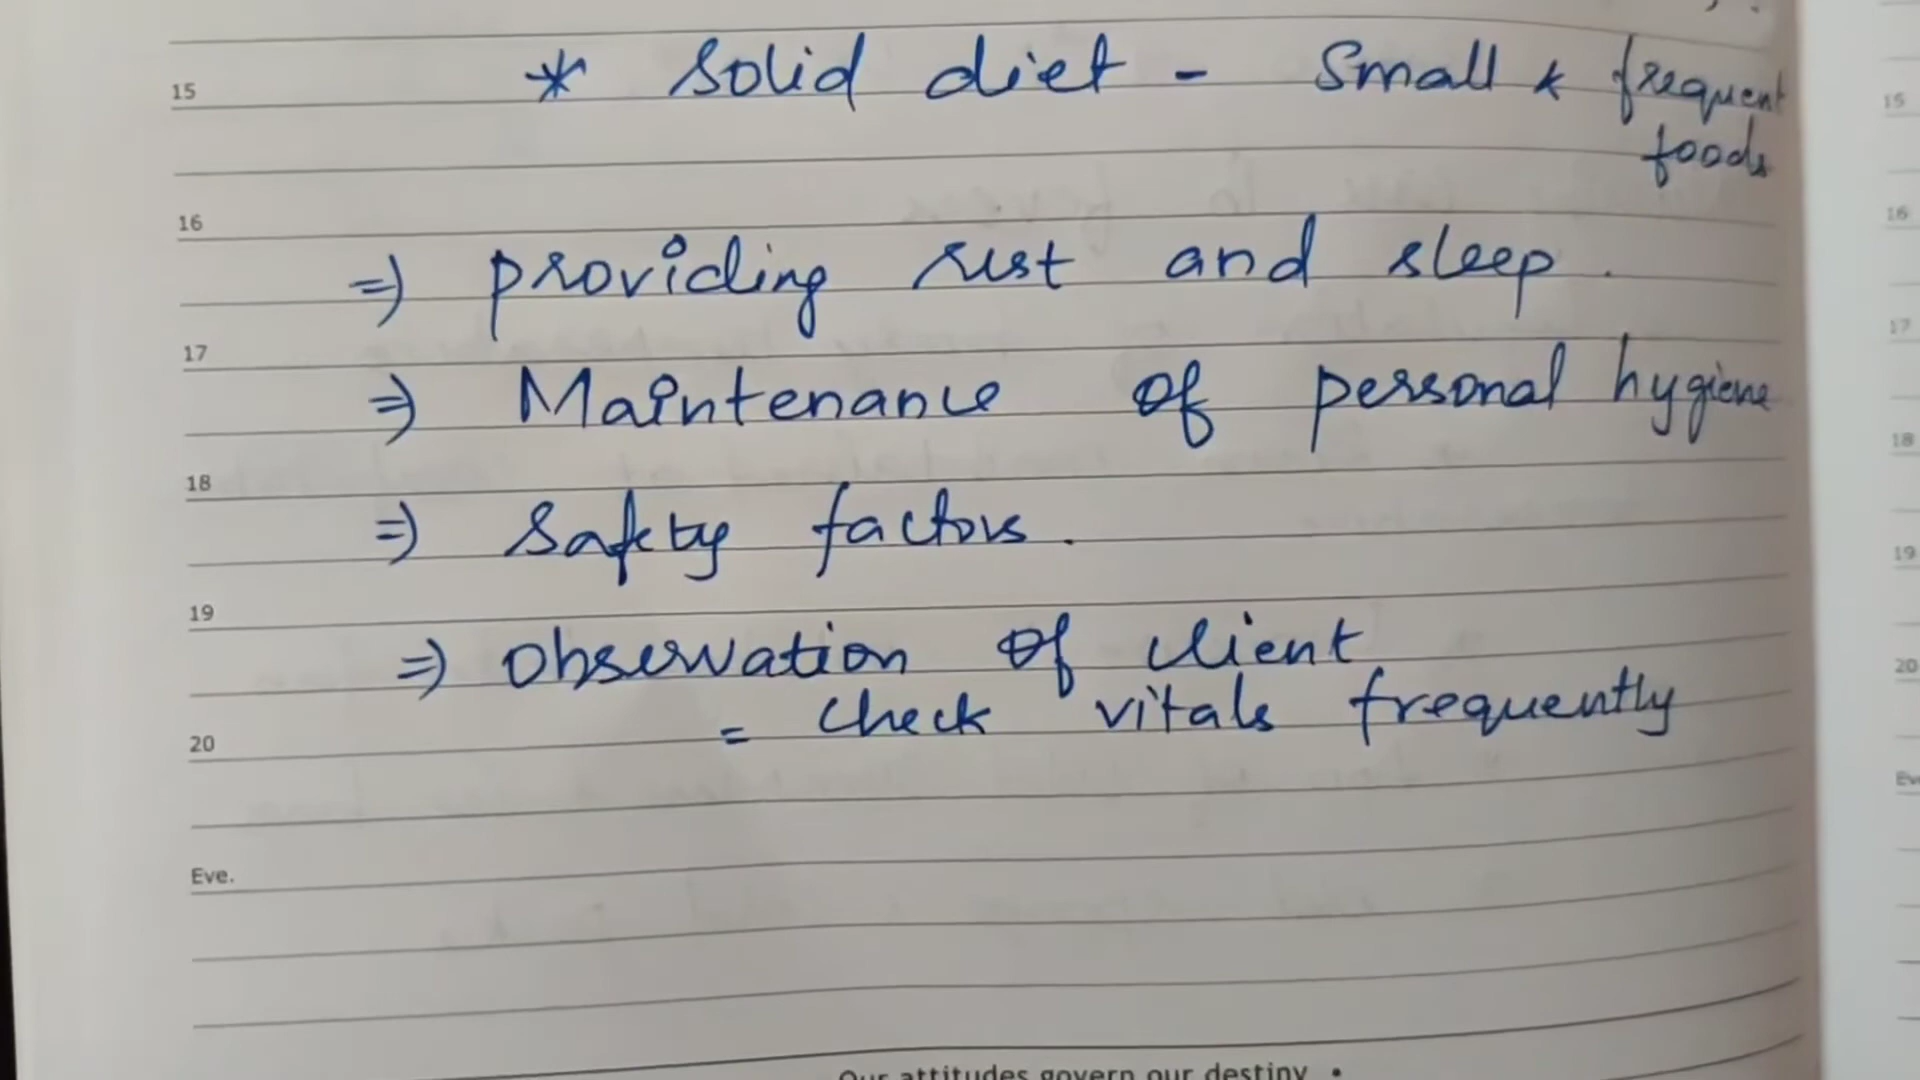 * Solid diet - Small & frequent
foods
15
16
⇒ providing rest and sleep.
17
⇒ Maintenance of personal hygiene
18
⇒ Safety factors.
19
⇒ Observation of client
= check vitals frequently
20
Eve.
Our attitudes govern our destiny •
15
16
17
18
19
20